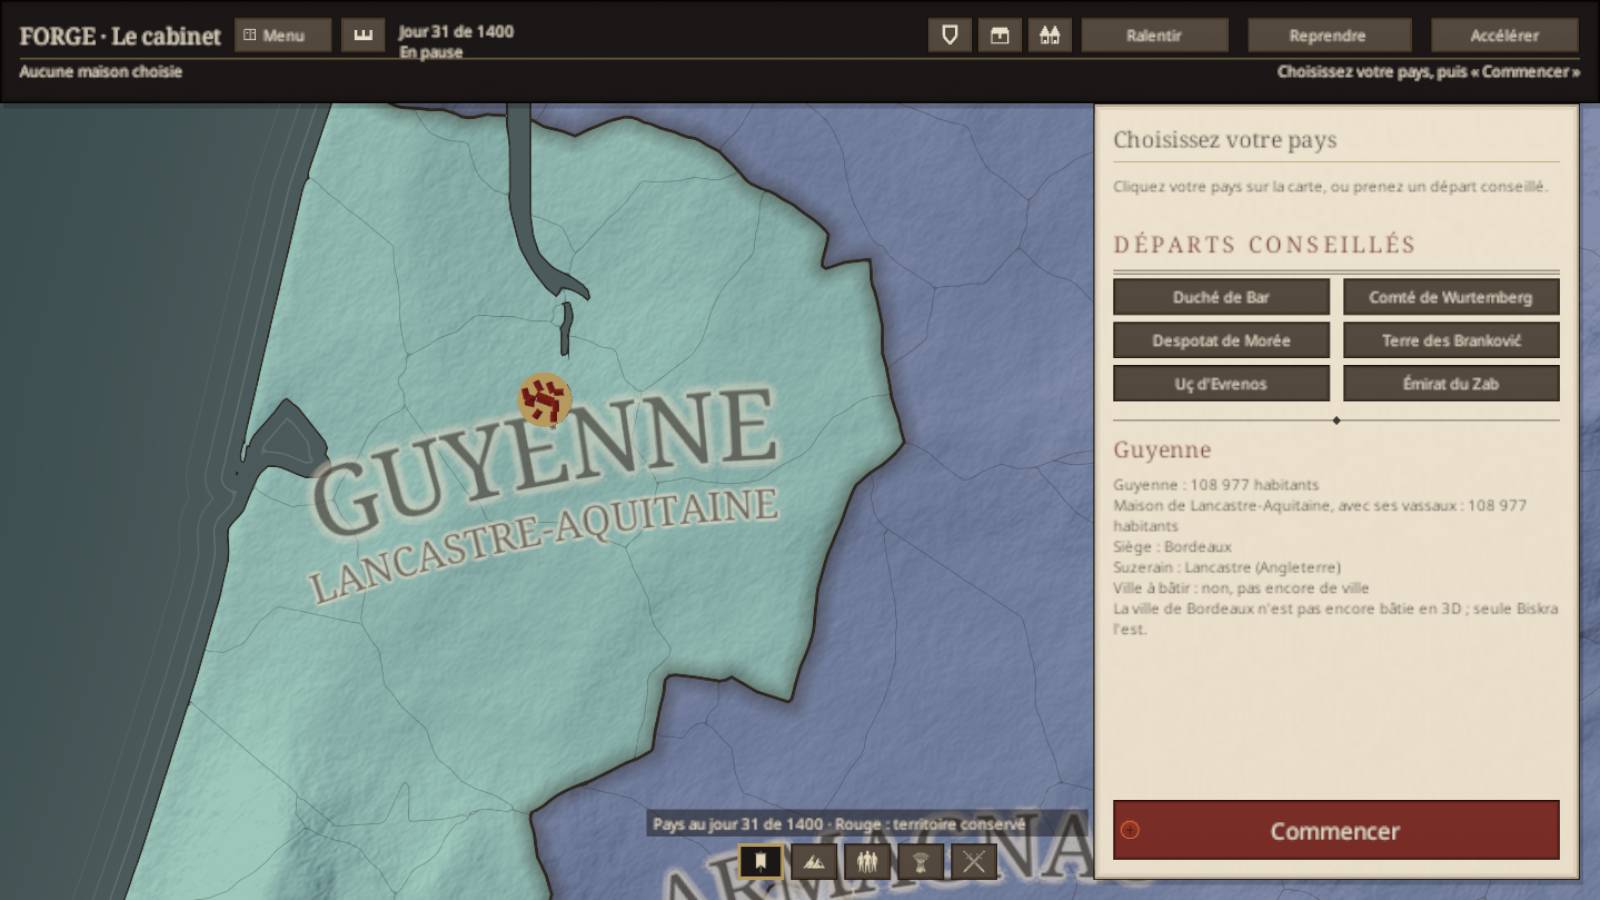 FORGE · Le cabinet
Menu
Jour 31 de 1400
En pause
Ralentir
Reprendre
Accélérer
Aucune maison choisie
Choisissez votre pays, puis « Commencer »
Choisissez votre pays
Cliquez votre pays sur la carte, ou prenez un départ conseillé.
DÉPARTS CONSEILLÉS
Duché de Bar
Comté de Wurtemberg
Despotat de Morée
Terre des Branković
Uç d'Evrenos
Émirat du Zab
Guyenne
Guyenne : 108 977 habitants
Maison de Lancastre-Aquitaine, avec ses vassaux : 108 977
habitants
Siège : Bordeaux
Suzerain : Lancastre (Angleterre)
Ville à bâtir : non, pas encore de ville
La ville de Bordeaux n'est pas encore bâtie en 3D ; seule Biskra
l'est.
Commencer
GUYENNE
LANCASTRE-AQUITAINE
Pays au jour 31 de 1400 · Rouge : territoire conservé